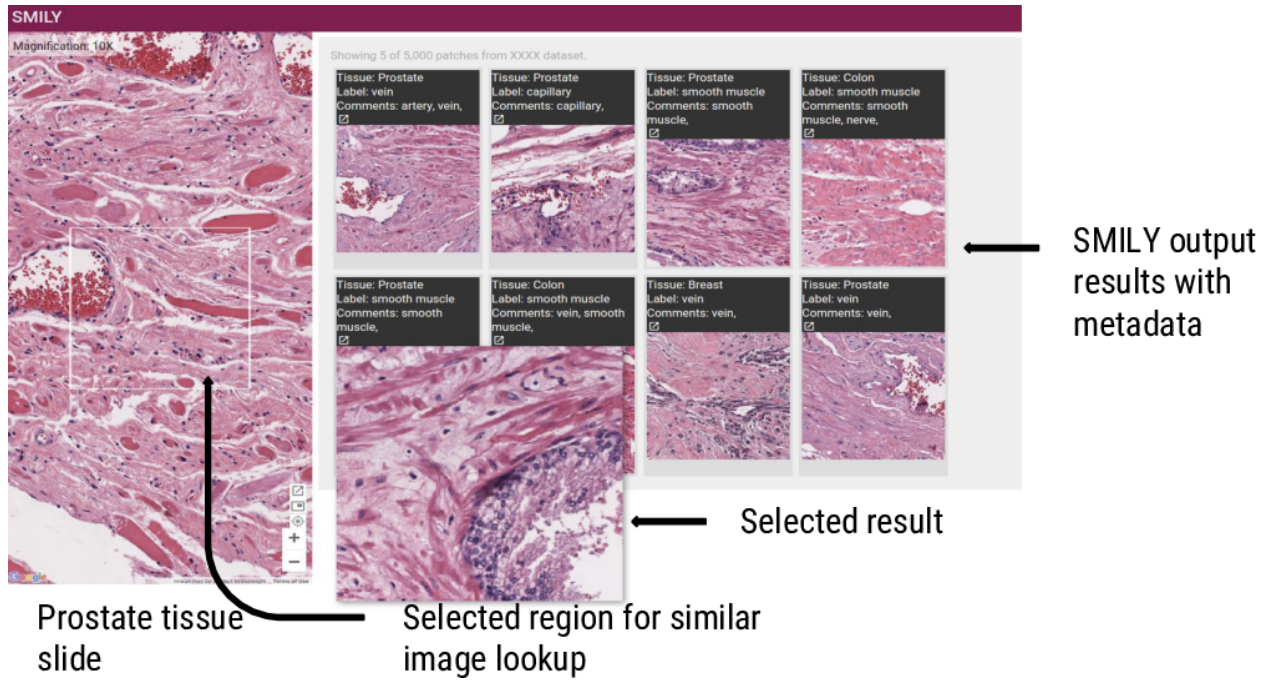 SMILY
Magnification: 10X
Showing 5 of 5,000 patches from XXXX dataset.
Tissue: Prostate
Label: vein
Comments: artery, vein,
Tissue: Prostate
Label: capillary
Comments: capillary,
Tissue: Prostate
Label: smooth muscle
Comments: smooth
muscle,
Tissue: Colon
Label: smooth muscle
Comments: smooth
muscle, nerve,
Tissue: Prostate
Label: smooth muscle
Comments: smooth
muscle,
Tissue: Colon
Label: smooth muscle
Comments: vein, smooth
muscle,
Tissue: Breast
Label: vein
Comments: vein,
Tissue: Prostate
Label: vein
Comments: vein,
SMILY output
results with
metadata
Selected result
Google
Terms of Use
Prostate tissue
slide
Selected region for similar
image lookup